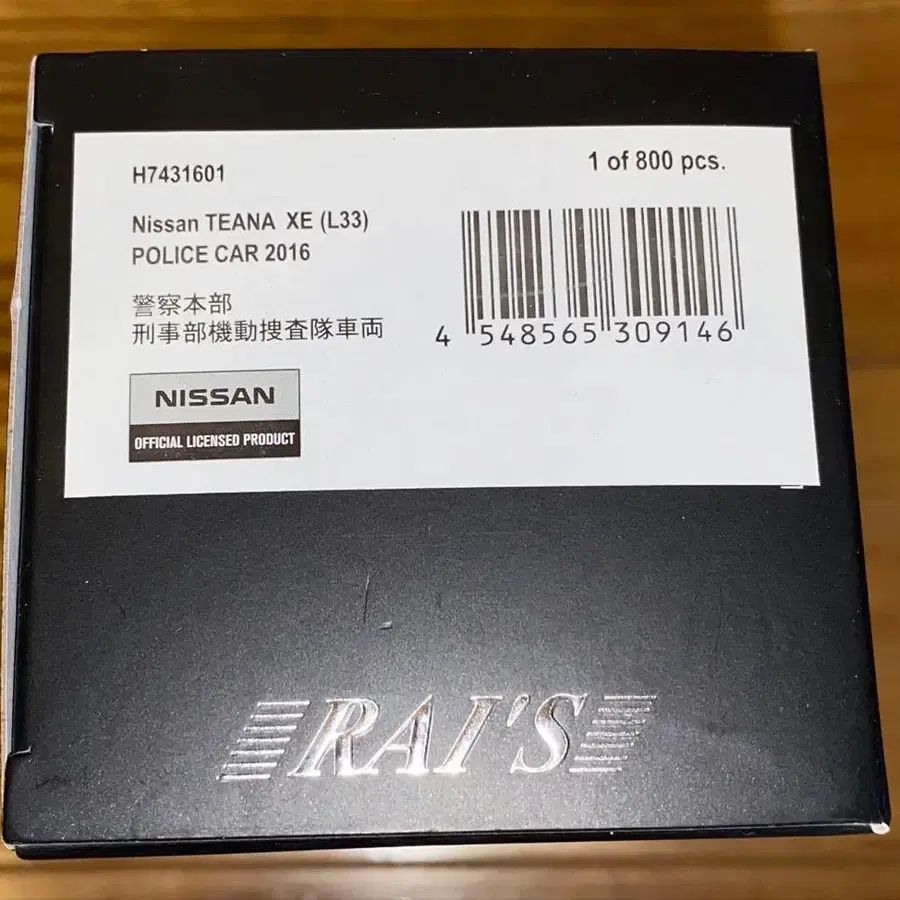 H7431601
1 of 800 pcs.
Nissan TEANA XE (L33)
POLICE CAR 2016
警察本部
刑事部機動捜査隊車両
4 548565 309146
NISSAN
OFFICIAL LICENSED PRODUCT
RAI'S